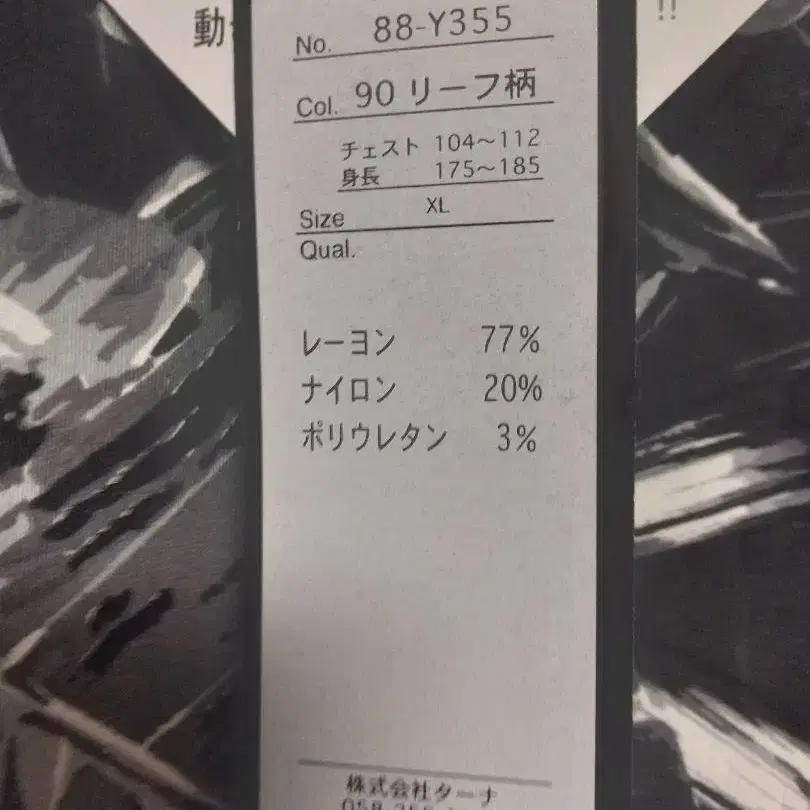 動
!!
No. 88-Y355
Col. 90 リーフ柄
チェスト 104〜112
身長 175〜185
Size XL
Qual.
レーヨン 77%
ナイロン 20%
ポリウレタン 3%
株式会社ターナ